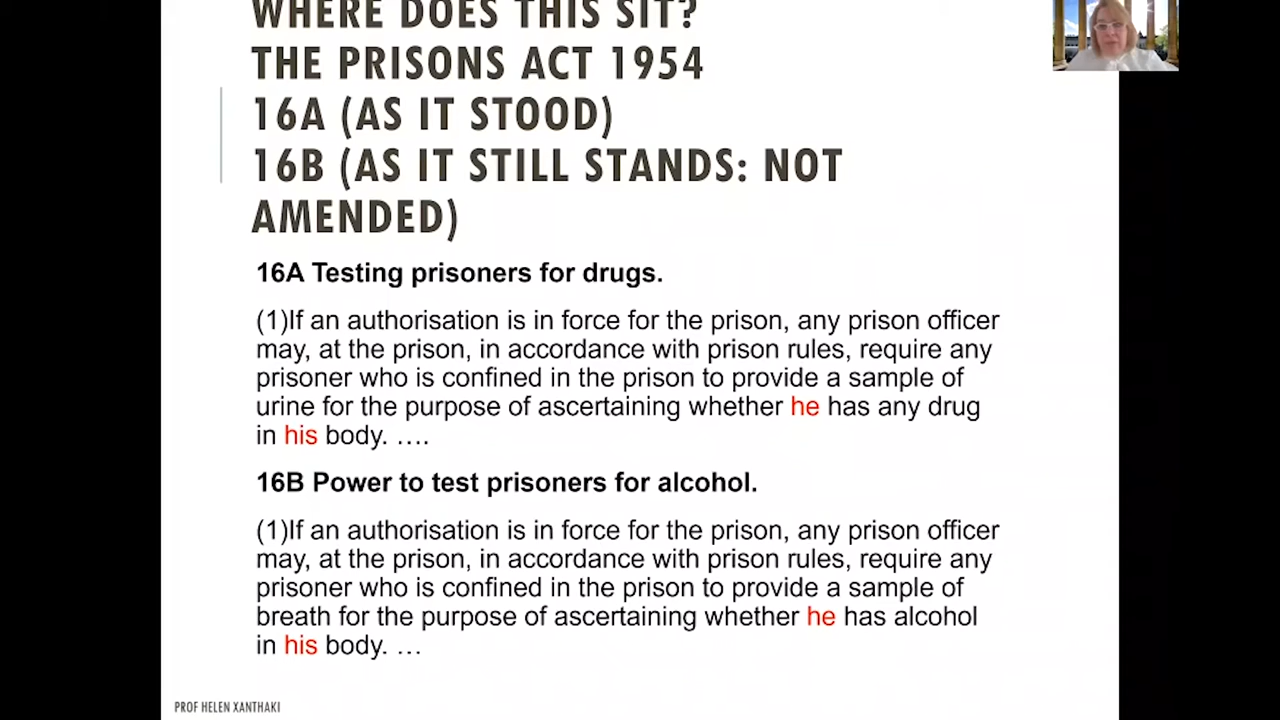 WHERE DOES THIS SIT?
THE PRISONS ACT 1954
16A (AS IT STOOD)
16B (AS IT STILL STANDS: NOT
AMENDED)
16A Testing prisoners for drugs.
(1)If an authorisation is in force for the prison, any prison officer
may, at the prison, in accordance with prison rules, require any
prisoner who is confined in the prison to provide a sample of
urine for the purpose of ascertaining whether he has any drug
in his body. ….
16B Power to test prisoners for alcohol.
(1)If an authorisation is in force for the prison, any prison officer
may, at the prison, in accordance with prison rules, require any
prisoner who is confined in the prison to provide a sample of
breath for the purpose of ascertaining whether he has alcohol
in his body. …
PROF HELEN XANTHAKI